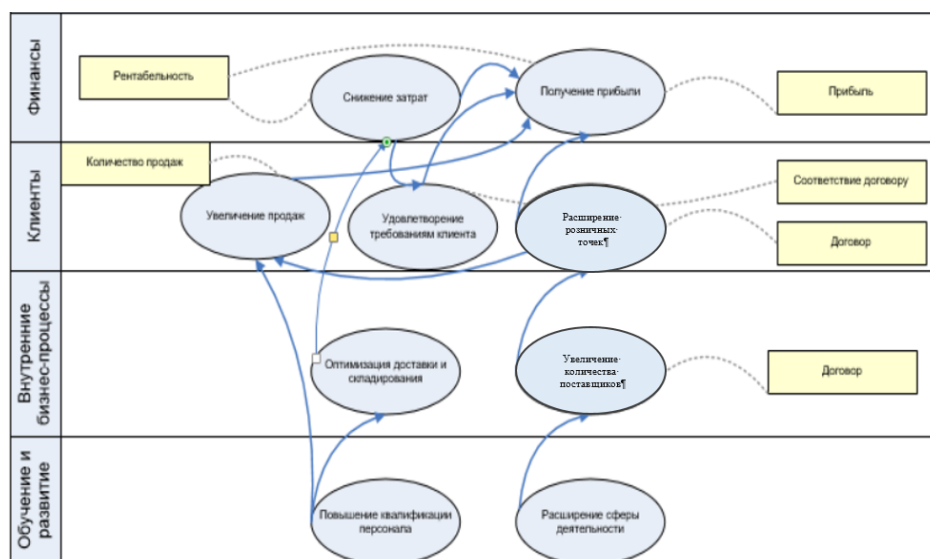 Финансы
Рентабельность
Снижение затрат
Получение прибыли
Прибыль
Клиенты
Количество продаж
Увеличение продаж
Удовлетворение
требованиям клиента
Расширение·
розничных·
точек¶
Соответствие договору
Договор
Внутренние
бизнес-процессы
Оптимизация доставки и
складирования
Увеличение·
количества·
поставщиков¶
Договор
Обучение и
развитие
Повышение квалификации
персонала
Расширение сферы
деятельности